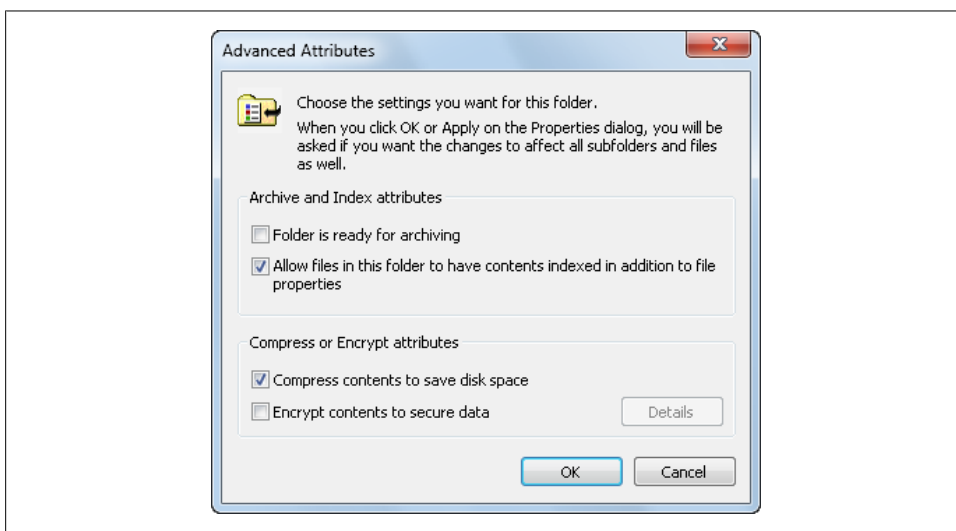 Advanced Attributes
Choose the settings you want for this folder.
When you click OK or Apply on the Properties dialog, you will be
asked if you want the changes to affect all subfolders and files
as well.
Archive and Index attributes
Folder is ready for archiving
Allow files in this folder to have contents indexed in addition to file
properties
Compress or Encrypt attributes
Compress contents to save disk space
Encrypt contents to secure data
Details
OK
Cancel